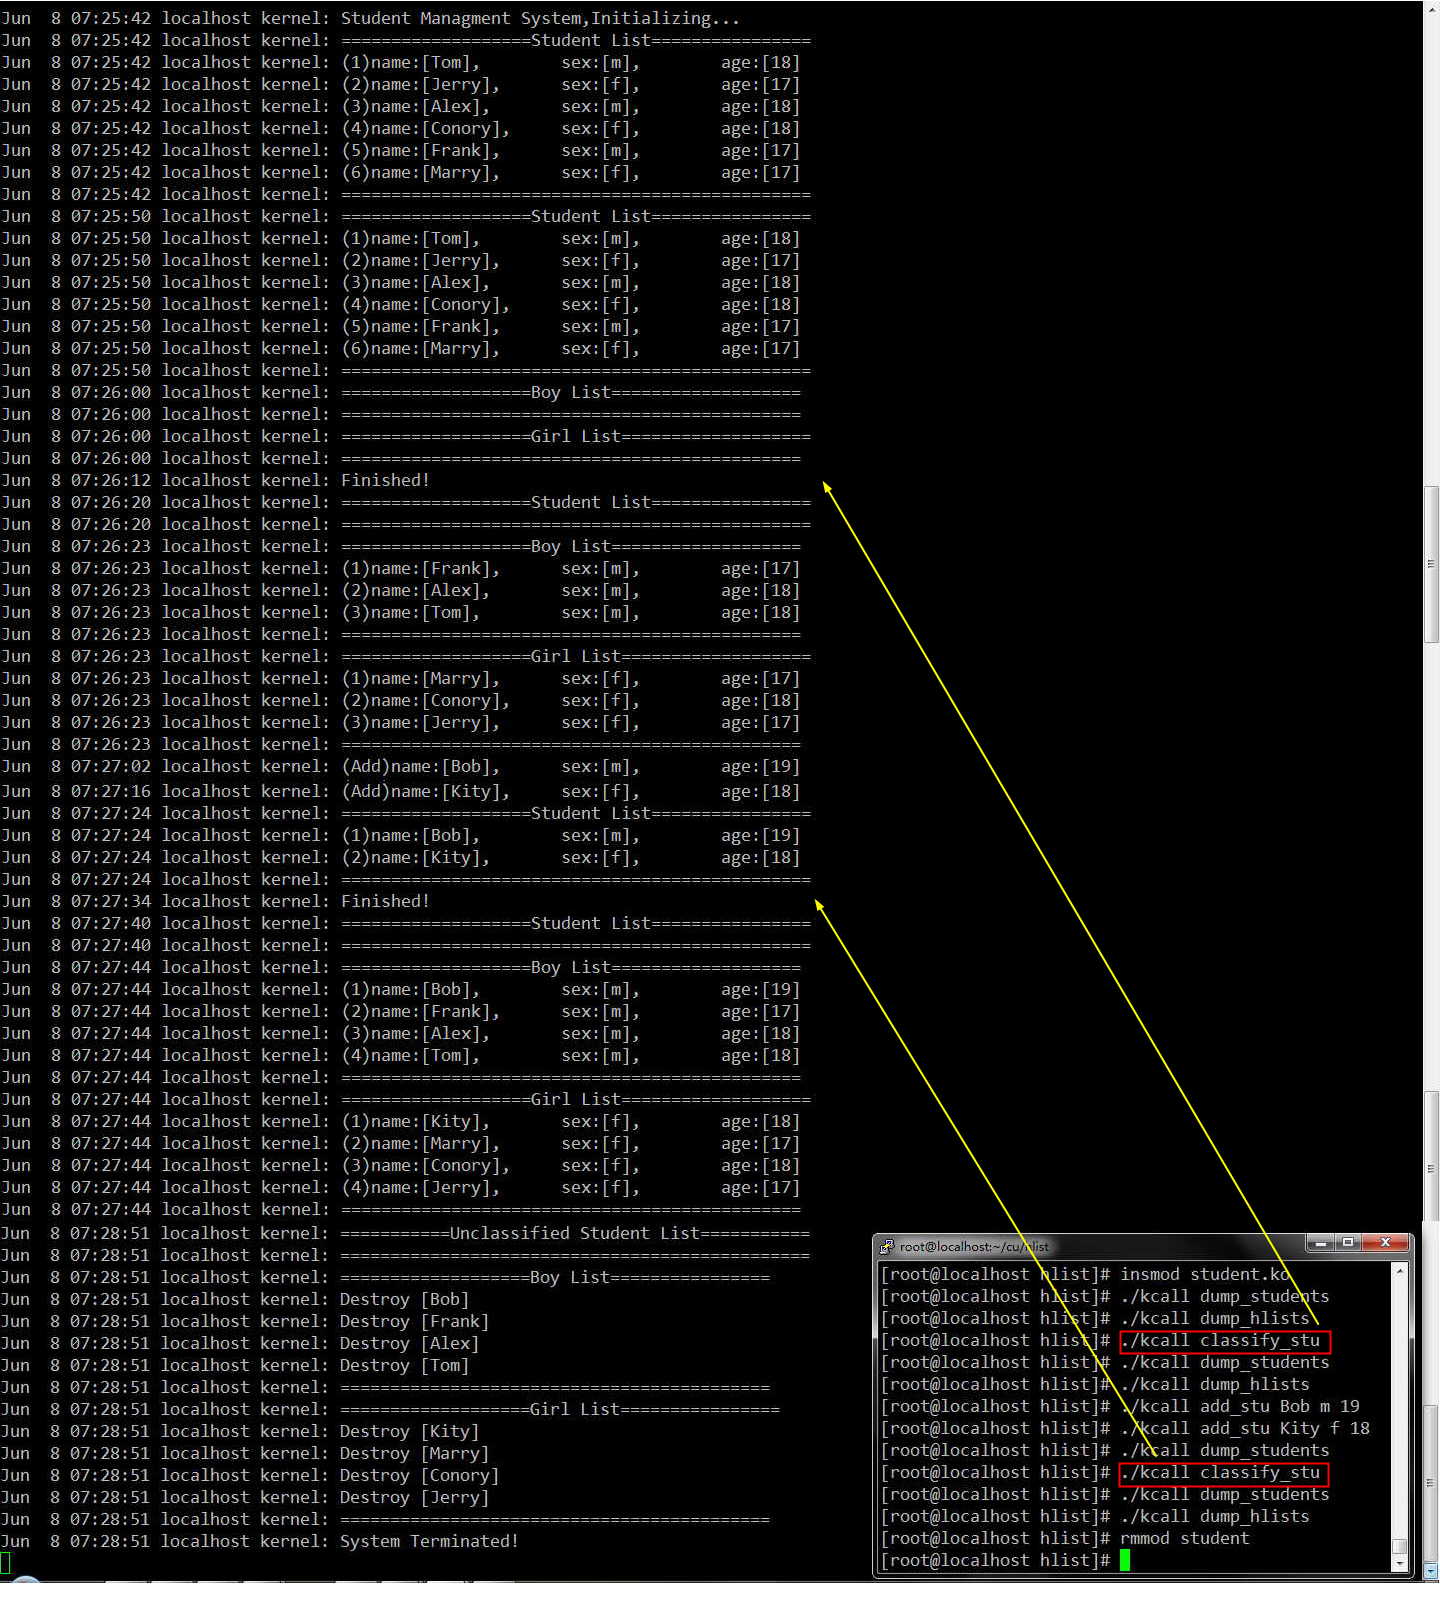 Jun  8 07:25:42 localhost kernel: Student Managment System,Initializing...
Jun  8 07:25:42 localhost kernel: ===================Student List================
Jun  8 07:25:42 localhost kernel: (1)name:[Tom],        sex:[m],        age:[18]
Jun  8 07:25:42 localhost kernel: (2)name:[Jerry],      sex:[f],        age:[17]
Jun  8 07:25:42 localhost kernel: (3)name:[Alex],       sex:[m],        age:[18]
Jun  8 07:25:42 localhost kernel: (4)name:[Conory],     sex:[f],        age:[18]
Jun  8 07:25:42 localhost kernel: (5)name:[Frank],      sex:[m],        age:[17]
Jun  8 07:25:42 localhost kernel: (6)name:[Marry],      sex:[f],        age:[17]
Jun  8 07:25:42 localhost kernel: ===============================================
Jun  8 07:25:50 localhost kernel: ===================Student List================
Jun  8 07:25:50 localhost kernel: (1)name:[Tom],        sex:[m],        age:[18]
Jun  8 07:25:50 localhost kernel: (2)name:[Jerry],      sex:[f],        age:[17]
Jun  8 07:25:50 localhost kernel: (3)name:[Alex],       sex:[m],        age:[18]
Jun  8 07:25:50 localhost kernel: (4)name:[Conory],     sex:[f],        age:[18]
Jun  8 07:25:50 localhost kernel: (5)name:[Frank],      sex:[m],        age:[17]
Jun  8 07:25:50 localhost kernel: (6)name:[Marry],      sex:[f],        age:[17]
Jun  8 07:25:50 localhost kernel: ===============================================
Jun  8 07:26:00 localhost kernel: ===================Boy List===================
Jun  8 07:26:00 localhost kernel: ==============================================
Jun  8 07:26:00 localhost kernel: ===================Girl List===================
Jun  8 07:26:00 localhost kernel: ==============================================
Jun  8 07:26:12 localhost kernel: Finished!
Jun  8 07:26:20 localhost kernel: ===================Student List================
Jun  8 07:26:20 localhost kernel: ===============================================
Jun  8 07:26:23 localhost kernel: ===================Boy List===================
Jun  8 07:26:23 localhost kernel: (1)name:[Frank],      sex:[m],        age:[17]
Jun  8 07:26:23 localhost kernel: (2)name:[Alex],       sex:[m],        age:[18]
Jun  8 07:26:23 localhost kernel: (3)name:[Tom],        sex:[m],        age:[18]
Jun  8 07:26:23 localhost kernel: ==============================================
Jun  8 07:26:23 localhost kernel: ===================Girl List===================
Jun  8 07:26:23 localhost kernel: (1)name:[Marry],      sex:[f],        age:[17]
Jun  8 07:26:23 localhost kernel: (2)name:[Conory],     sex:[f],        age:[18]
Jun  8 07:26:23 localhost kernel: (3)name:[Jerry],      sex:[f],        age:[17]
Jun  8 07:26:23 localhost kernel: ==============================================
Jun  8 07:27:02 localhost kernel: (Add)name:[Bob],      sex:[m],        age:[19]
Jun  8 07:27:16 localhost kernel: (Add)name:[Kity],     sex:[f],        age:[18]
Jun  8 07:27:24 localhost kernel: ===================Student List================
Jun  8 07:27:24 localhost kernel: (1)name:[Bob],        sex:[m],        age:[19]
Jun  8 07:27:24 localhost kernel: (2)name:[Kity],       sex:[f],        age:[18]
Jun  8 07:27:24 localhost kernel: ===============================================
Jun  8 07:27:34 localhost kernel: Finished!
Jun  8 07:27:40 localhost kernel: ===================Student List================
Jun  8 07:27:40 localhost kernel: ===============================================
Jun  8 07:27:44 localhost kernel: ===================Boy List===================
Jun  8 07:27:44 localhost kernel: (1)name:[Bob],        sex:[m],        age:[19]
Jun  8 07:27:44 localhost kernel: (2)name:[Frank],      sex:[m],        age:[17]
Jun  8 07:27:44 localhost kernel: (3)name:[Alex],       sex:[m],        age:[18]
Jun  8 07:27:44 localhost kernel: (4)name:[Tom],        sex:[m],        age:[18]
Jun  8 07:27:44 localhost kernel: ==============================================
Jun  8 07:27:44 localhost kernel: ===================Girl List===================
Jun  8 07:27:44 localhost kernel: (1)name:[Kity],       sex:[f],        age:[18]
Jun  8 07:27:44 localhost kernel: (2)name:[Marry],      sex:[f],        age:[17]
Jun  8 07:27:44 localhost kernel: (3)name:[Conory],     sex:[f],        age:[18]
Jun  8 07:27:44 localhost kernel: (4)name:[Jerry],      sex:[f],        age:[17]
Jun  8 07:27:44 localhost kernel: ==============================================
Jun  8 07:28:51 localhost kernel: ===========Unclassified Student List===========
Jun  8 07:28:51 localhost kernel: ===============================================
Jun  8 07:28:51 localhost kernel: ===================Boy List================
Jun  8 07:28:51 localhost kernel: Destroy [Bob]
Jun  8 07:28:51 localhost kernel: Destroy [Frank]
Jun  8 07:28:51 localhost kernel: Destroy [Alex]
Jun  8 07:28:51 localhost kernel: Destroy [Tom]
Jun  8 07:28:51 localhost kernel: ===========================================
Jun  8 07:28:51 localhost kernel: ===================Girl List================
Jun  8 07:28:51 localhost kernel: Destroy [Kity]
Jun  8 07:28:51 localhost kernel: Destroy [Marry]
Jun  8 07:28:51 localhost kernel: Destroy [Conory]
Jun  8 07:28:51 localhost kernel: Destroy [Jerry]
Jun  8 07:28:51 localhost kernel: ===========================================
Jun  8 07:28:51 localhost kernel: System Terminated!
root@localhost:~/cu/hlist
[root@localhost hlist]# insmod student.ko
[root@localhost hlist]# ./kcall dump_students
[root@localhost hlist]# ./kcall dump_hlists
[root@localhost hlist]# ./kcall classify_stu
[root@localhost hlist]# ./kcall dump_students
[root@localhost hlist]# ./kcall dump_hlists
[root@localhost hlist]# ./kcall add_stu Bob m 19
[root@localhost hlist]# ./kcall add_stu Kity f 18
[root@localhost hlist]# ./kcall dump_students
[root@localhost hlist]# ./kcall classify_stu
[root@localhost hlist]# ./kcall dump_students
[root@localhost hlist]# ./kcall dump_hlists
[root@localhost hlist]# rmmod student
[root@localhost hlist]#